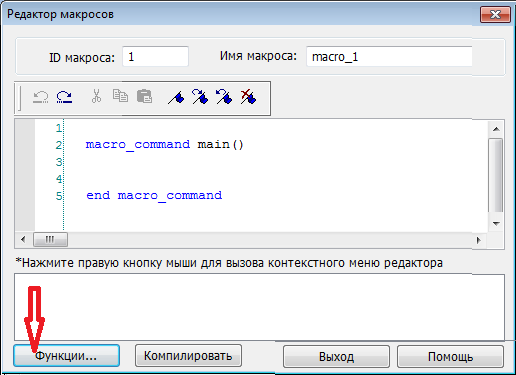 Редактор макросов
ID макроса: 1 Имя макроса: macro_1
1
2 macro_command main()
3
4
5 end macro_command
*Нажмите правую кнопку мыши для вызова контекстного меню редактора
Функции... Компилировать Выход Помощь